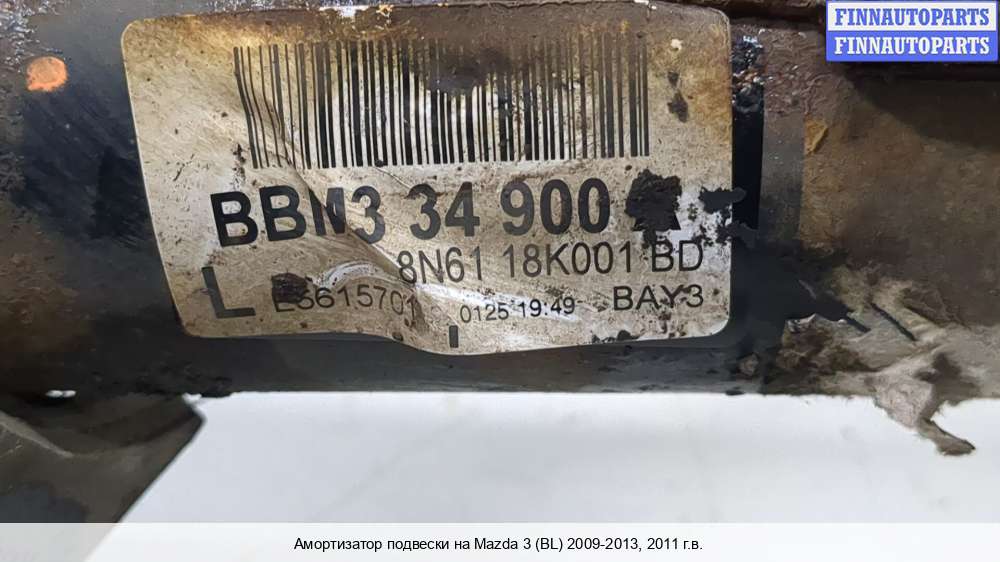 FINNAUTOPARTS
FINNAUTOPARTS
BBM3 34 900
8N61 18K001 BD
L E5615701 0125 19:49 BAY3
Амортизатор подвески на Mazda 3 (BL) 2009-2013, 2011 г.в.